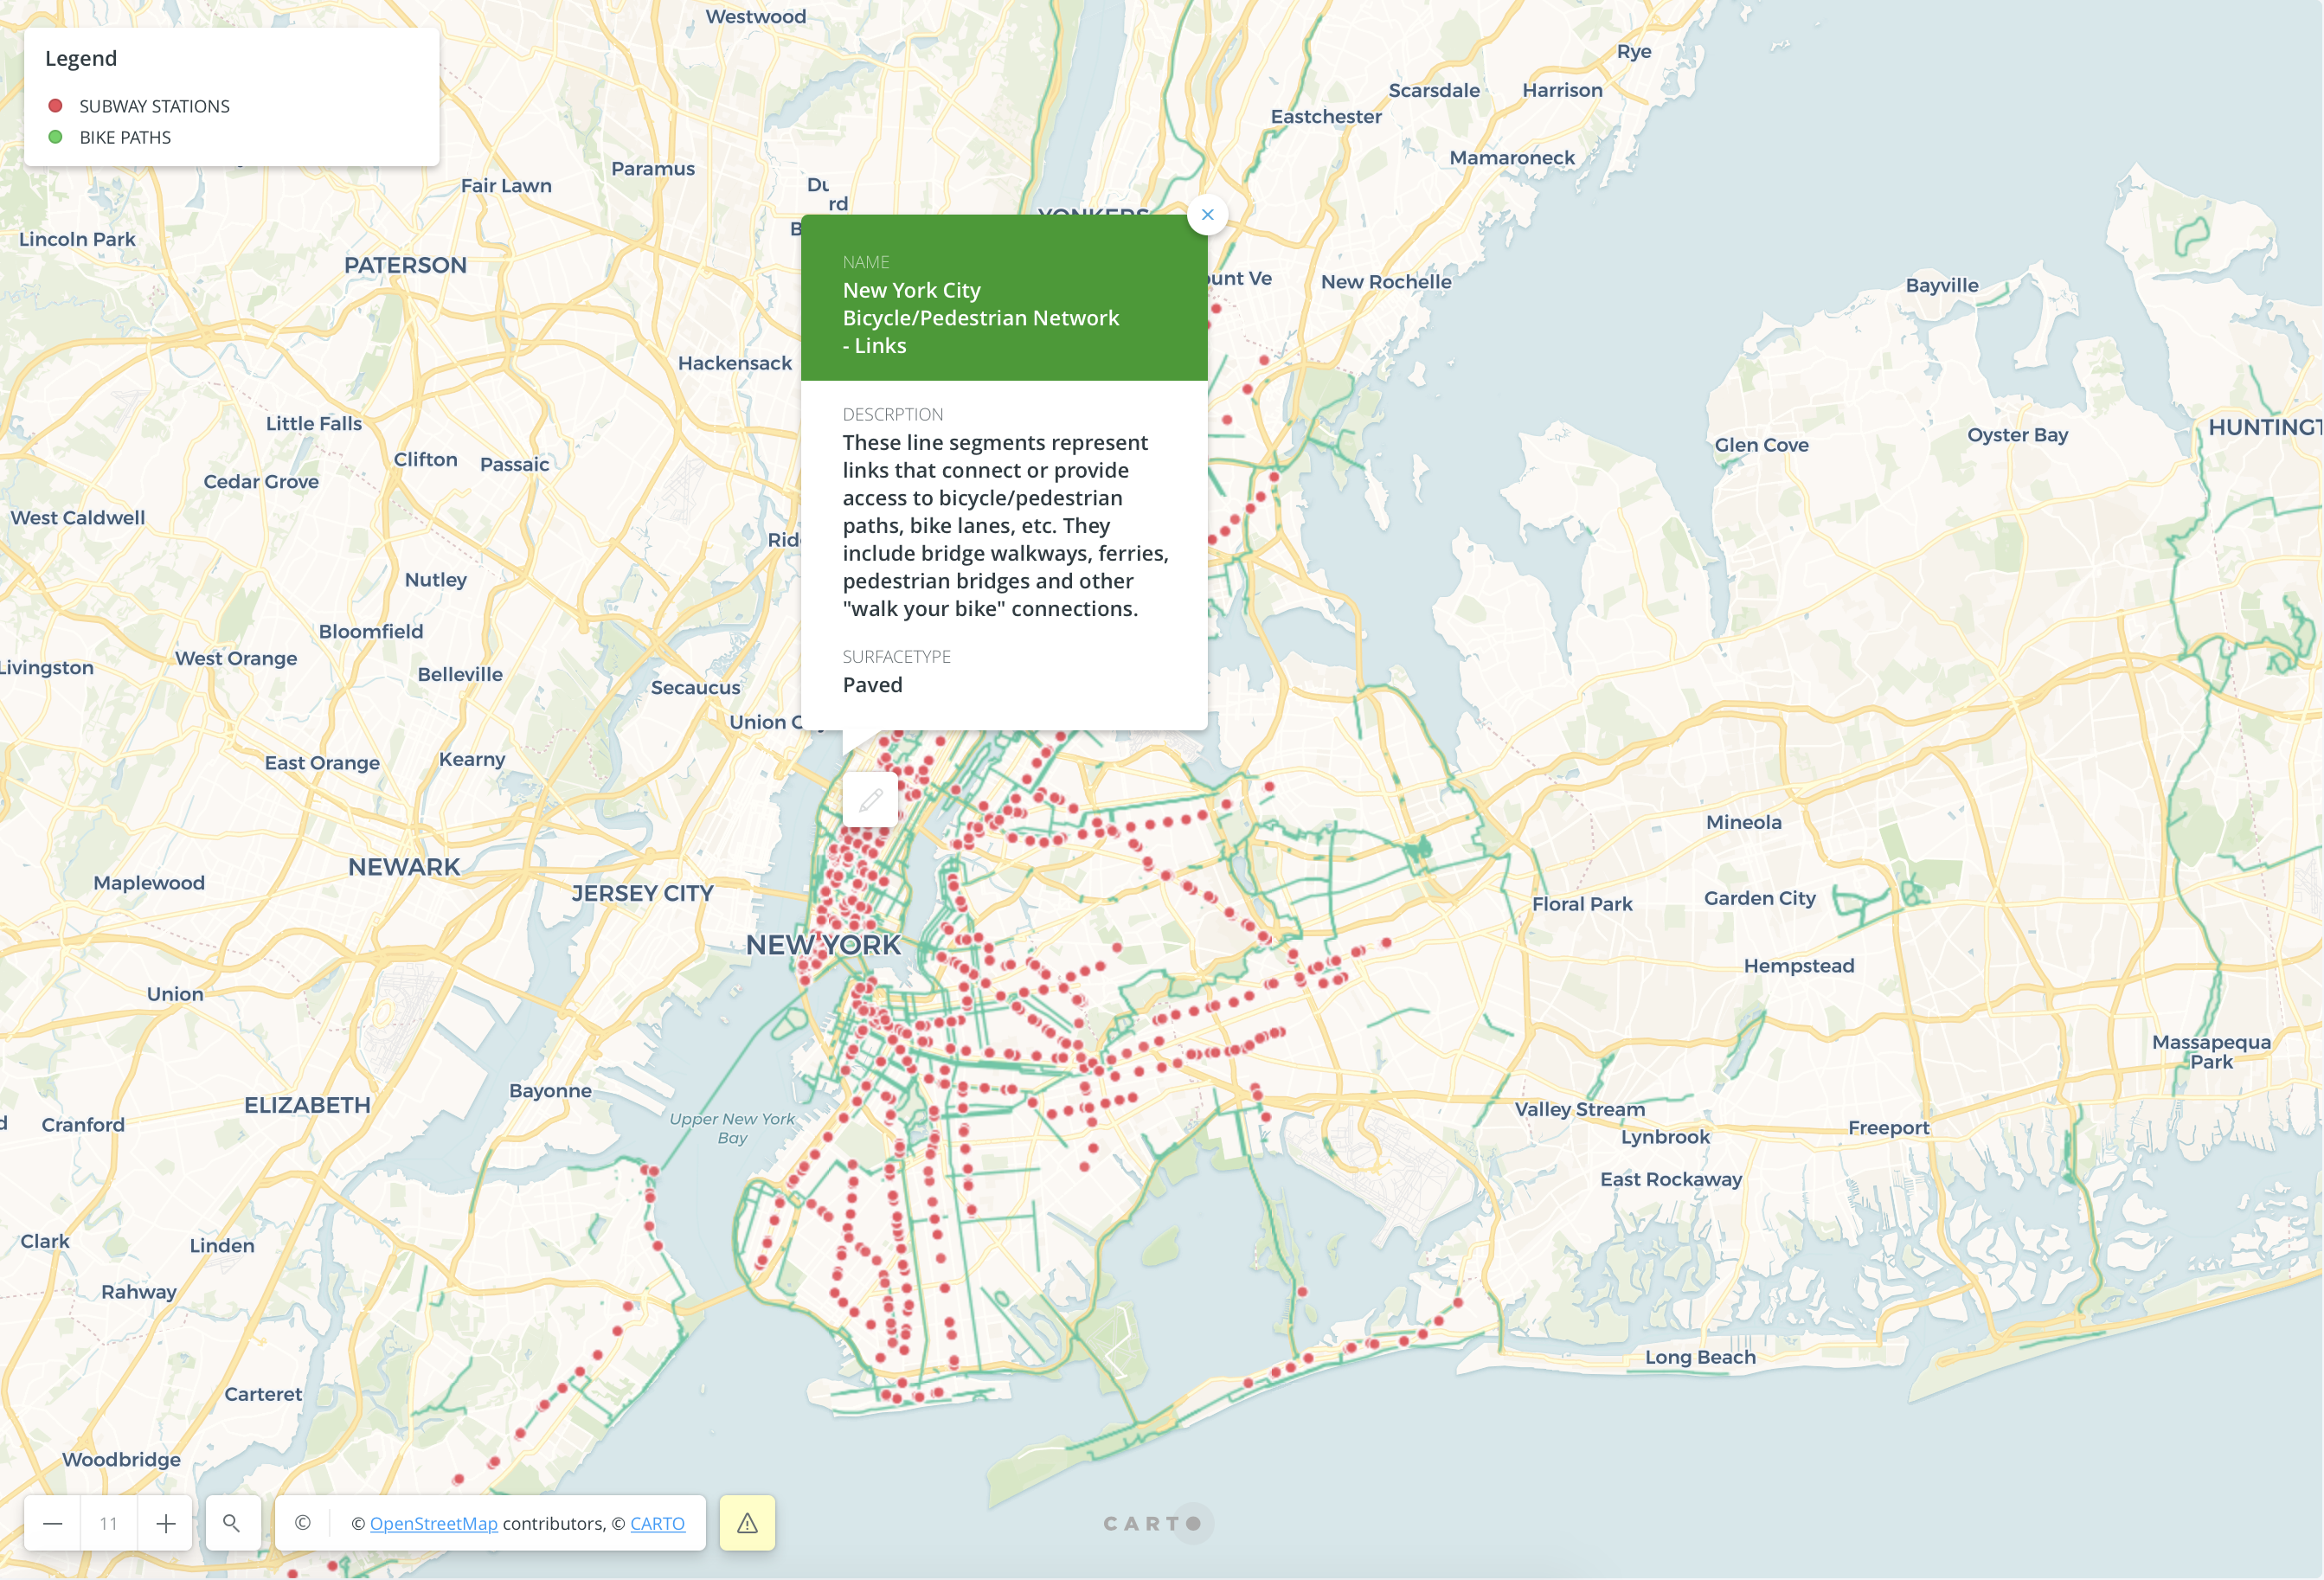 Westwood
Rye
Legend
SUBWAY STATIONS
BIKE PATHS
Scarsdale
Harrison
Eastchester
Mamaroneck
Paramus
Fair Lawn
Lincoln Park
PATERSON
YONKERS
New Rochelle
Bayville
NAME
New York City
Bicycle/Pedestrian Network
- Links
Hackensack
DESCRPTION
These line segments represent
links that connect or provide
access to bicycle/pedestrian
paths, bike lanes, etc. They
include bridge walkways, ferries,
pedestrian bridges and other
"walk your bike" connections.
SURFACETYPE
Paved
Little Falls
Clifton
Passaic
Cedar Grove
West Caldwell
Glen Cove
Oyster Bay
HUNTINGT
Nutley
Bloomfield
West Orange
Livingston
Belleville
Secaucus
Union C
East Orange
Kearny
Mineola
NEWARK
Maplewood
JERSEY CITY
Floral Park
Garden City
NEW YORK
Hempstead
Union
Massapequa
Park
Bayonne
ELIZABETH
Cranford
Upper New York
Bay
Valley Stream
Lynbrook
Freeport
East Rockaway
Clark
Linden
Rahway
Long Beach
Carteret
Woodbridge
11
©
© OpenStreetMap contributors, © CARTO
CARTO